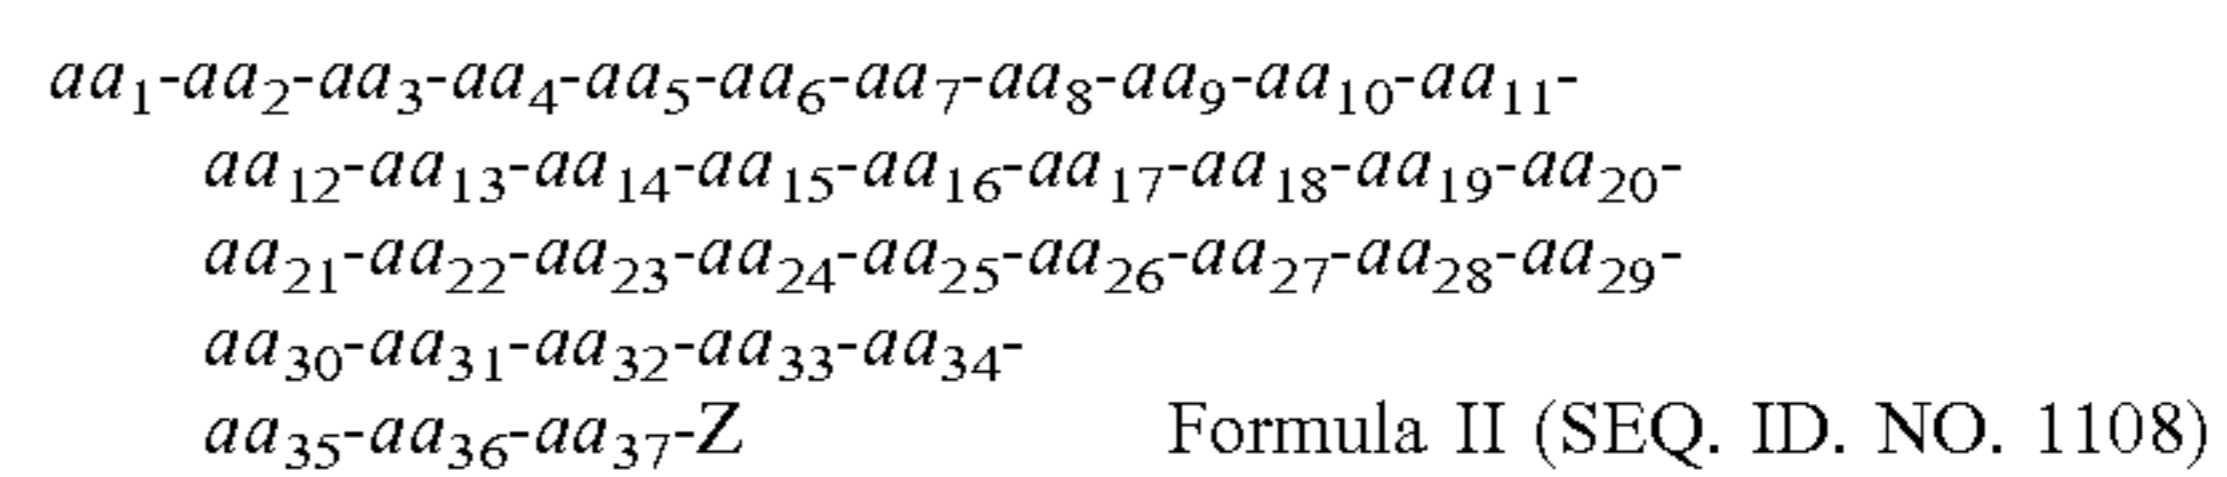 aa₁-aa₂-aa₃-aa₄-aa₅-aa₆-aa₇-aa₈-aa₉-aa₁₀-aa₁₁-
aa₁₂-aa₁₃-aa₁₄-aa₁₅-aa₁₆-aa₁₇-aa₁₈-aa₁₉-aa₂₀-
aa₂₁-aa₂₂-aa₂₃-aa₂₄-aa₂₅-aa₂₆-aa₂₇-aa₂₈-aa₂₉-
aa₃₀-aa₃₁-aa₃₂-aa₃₃-aa₃₄-
aa₃₅-aa₃₆-aa₃₇-Z Formula II (SEQ. ID. NO. 1108)